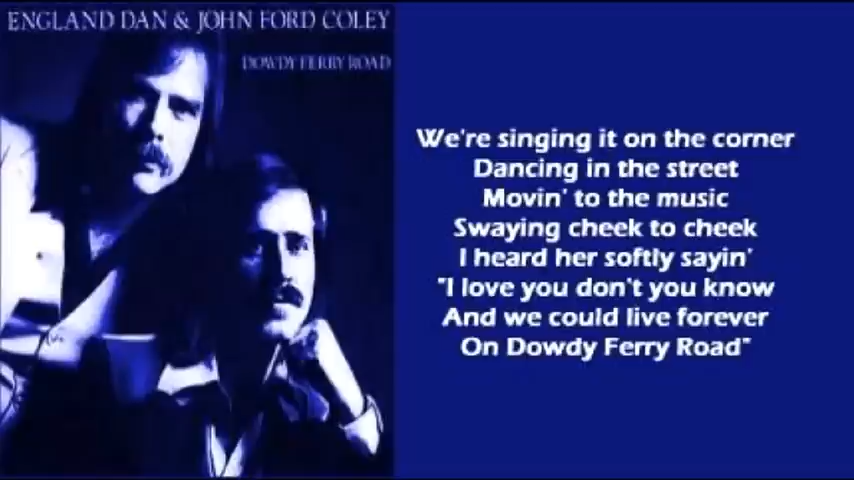 ENGLAND DAN & JOHN FORD COLEY
DOWDY FERRY ROAD
We're singing it on the corner
Dancing in the street
Movin' to the music
Swaying cheek to cheek
I heard her softly sayin'
"I love you don't you know
And we could live forever
On Dowdy Ferry Road"